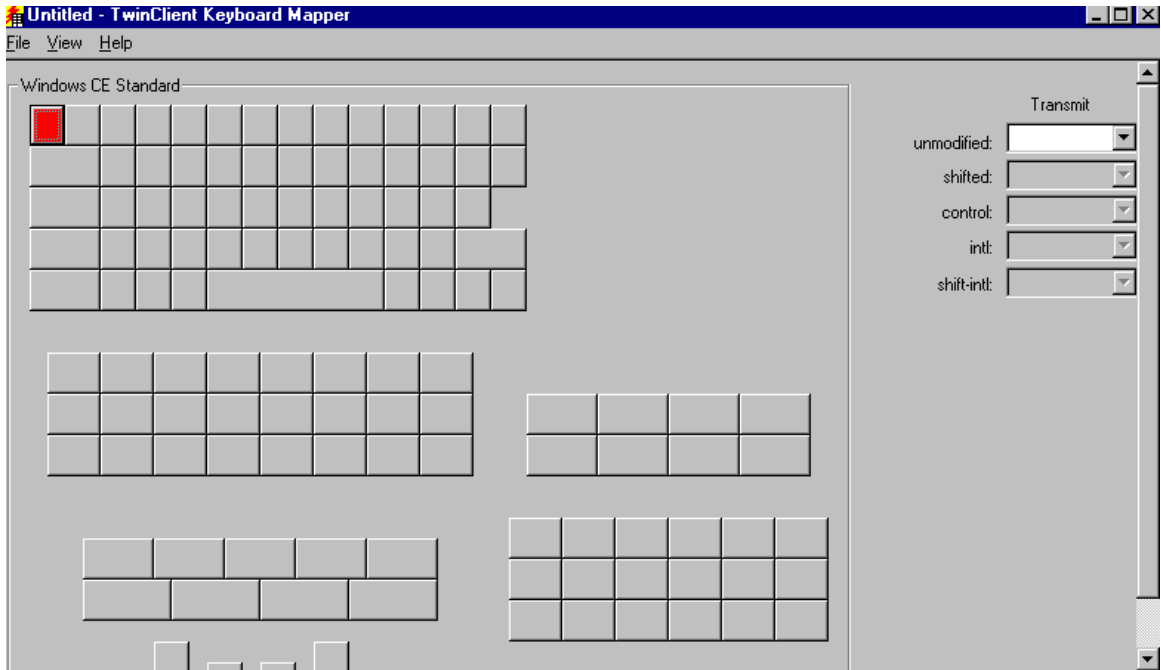 Untitled - TwinClient Keyboard Mapper
File View Help
Windows CE Standard
Transmit
unmodified:
shifted:
control:
intl:
shift-intl: